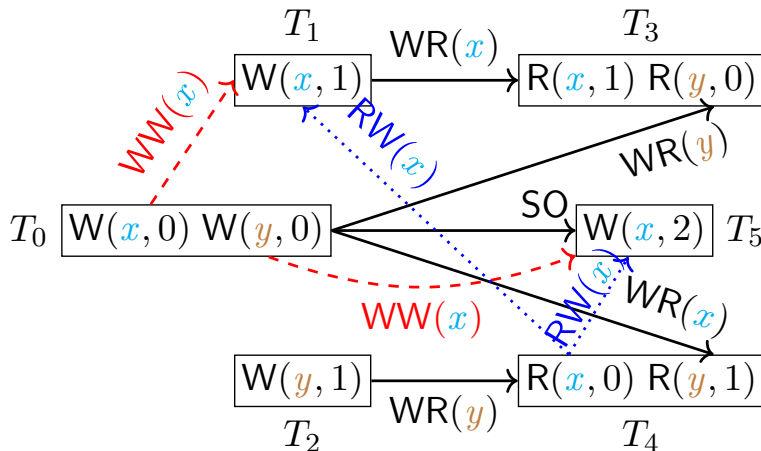 T₁
T₃
WR(x)
W(x, 1)
R(x, 1) R(y, 0)
WW(x)
RW(x)
WR(y)
SO
T₀
W(x, 0) W(y, 0)
W(x, 2)
T₅
RW(x)
WR(x)
WW(x)
W(y, 1)
R(x, 0) R(y, 1)
WR(y)
T₂
T₄